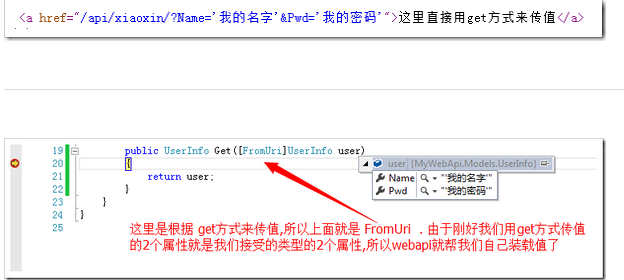 <a href="/api/xiaoxin/?Name='我的名字'&Pwd='我的密码'">这里直接用get方式来传值</a>
19 public UserInfo Get([FromUri]UserInfo user)
20 {
21 return user;
22 }
23 }
24 }
25
user {MyWebApi.Models.UserInfo}
Name "'我的名字'"
Pwd "'我的密码'"
这里是根据 get方式来传值,所以上面就是 FromUri . 由于刚好我们用get方式传值
的2个属性就是我们接受的类型的2个属性,所以webapi就帮我们自己装载值了